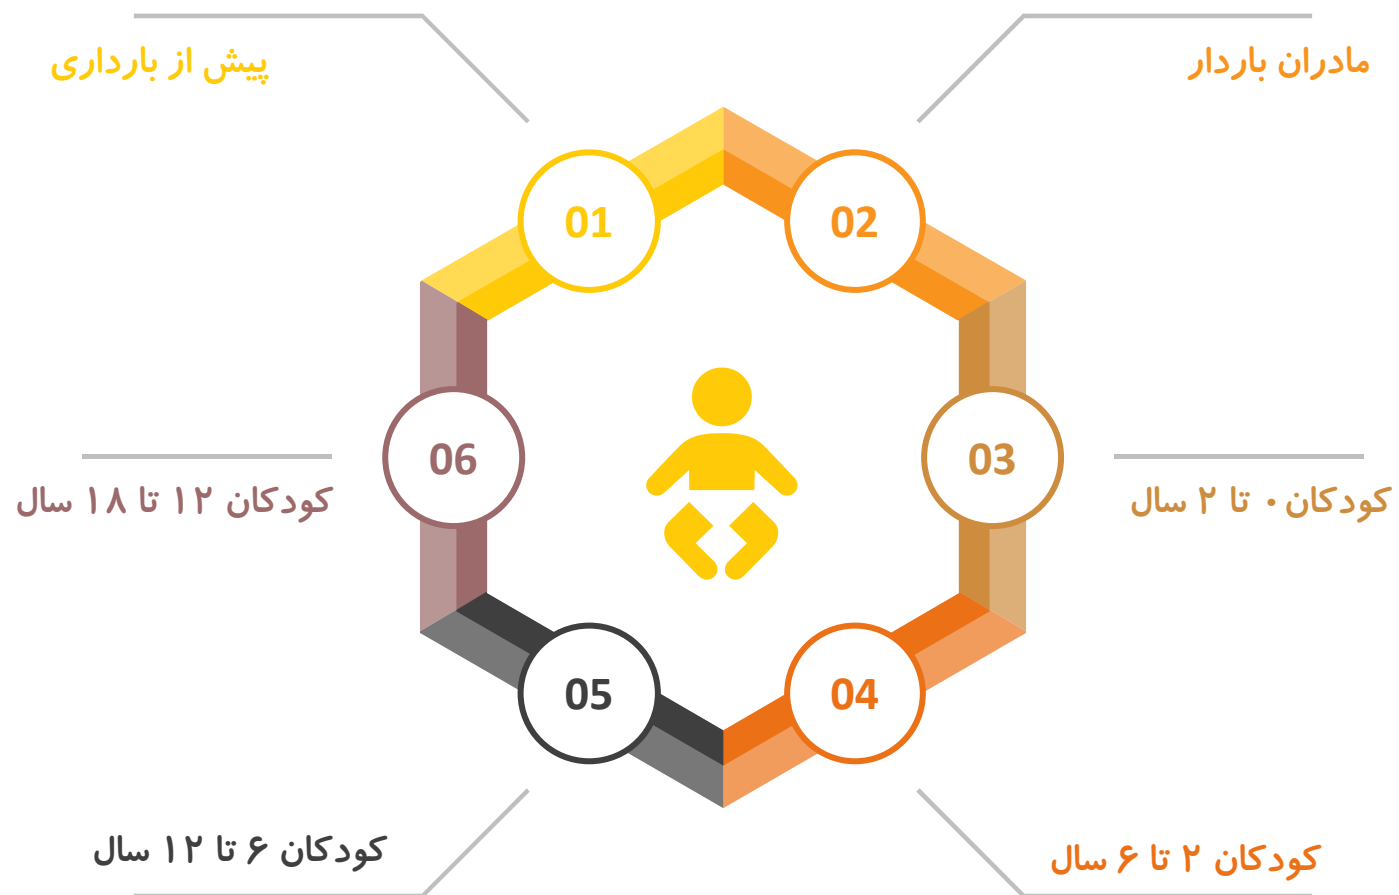 پیش از بارداری
01
مادران باردار
02
کودکان ۰ تا ۲ سال
03
کودکان ۲ تا ۶ سال
04
کودکان ۶ تا ۱۲ سال
05
کودکان ۱۲ تا ۱۸ سال
06